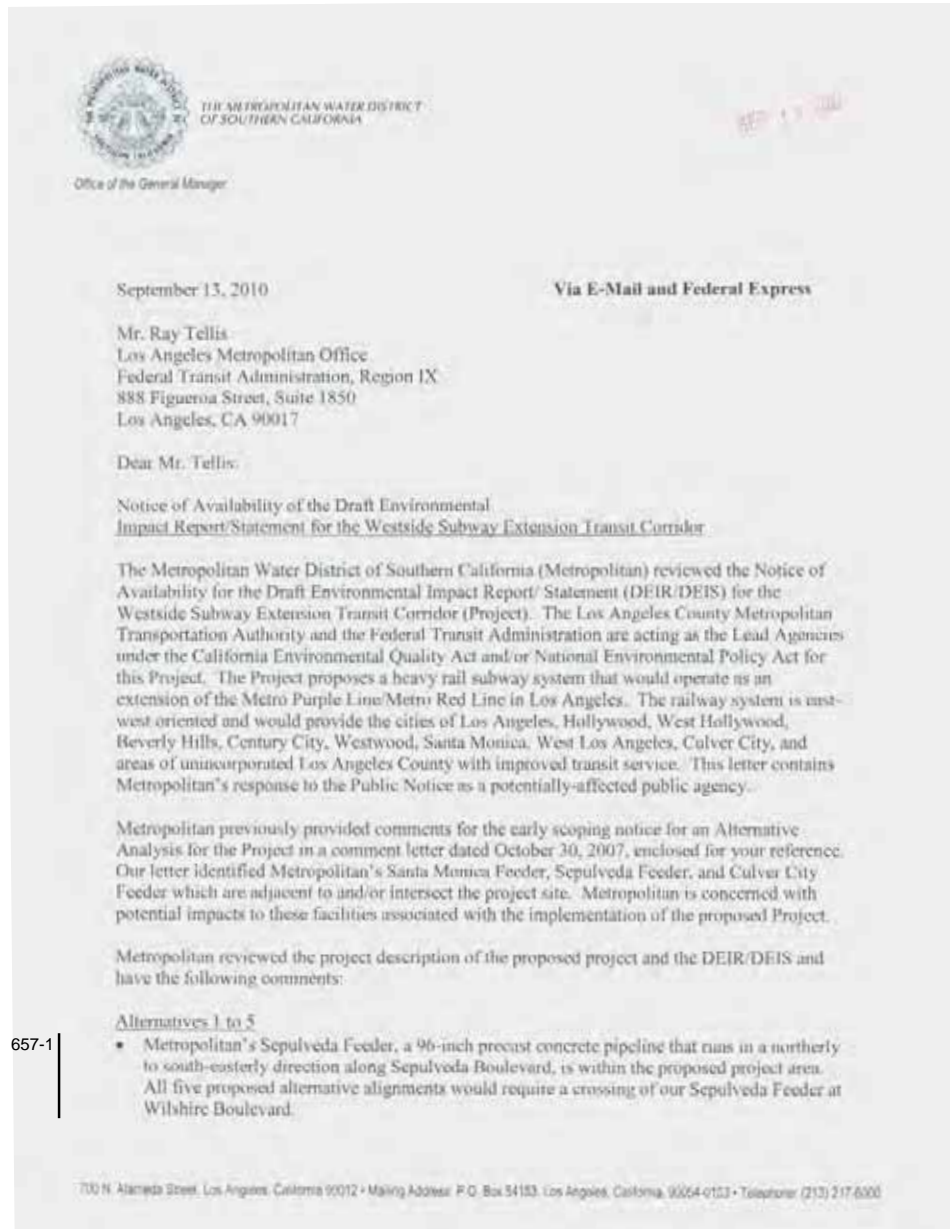 THE METROPOLITAN WATER DISTRICT
OF SOUTHERN CALIFORNIA
SEP
Office of the General Manager
September 13, 2010
Via E-Mail and Federal Express
Mr. Ray Tellis
Los Angeles Metropolitan Office
Federal Transit Administration, Region IX
888 Figueroa Street, Suite 1850
Los Angeles, CA 90017
Dear Mr. Tellis:
Notice of Availability of the Draft Environmental
Impact Report/Statement for the Westside Subway Extension Transit Corridor
The Metropolitan Water District of Southern California (Metropolitan) reviewed the Notice of
Availability for the Draft Environmental Impact Report/ Statement (DEIR/DEIS) for the
Westside Subway Extension Transit Corridor (Project). The Los Angeles County Metropolitan
Transportation Authority and the Federal Transit Administration are acting as the Lead Agencies
under the California Environmental Quality Act and/or National Environmental Policy Act for
this Project. The Project proposes a heavy rail subway system that would operate as an
extension of the Metro Purple Line/Metro Red Line in Los Angeles. The railway system is east-
west oriented and would provide the cities of Los Angeles, Hollywood, West Hollywood,
Beverly Hills, Century City, Westwood, Santa Monica, West Los Angeles, Culver City, and
areas of unincorporated Los Angeles County with improved transit service. This letter contains
Metropolitan's response to the Public Notice as a potentially-affected public agency.
Metropolitan previously provided comments for the early scoping notice for an Alternative
Analysis for the Project in a comment letter dated October 30, 2007, enclosed for your reference.
Our letter identified Metropolitan's Santa Monica Feeder, Sepulveda Feeder, and Culver City
Feeder which are adjacent to and/or intersect the project site. Metropolitan is concerned with
potential impacts to these facilities associated with the implementation of the proposed Project.
Metropolitan reviewed the project description of the proposed project and the DEIR/DEIS and
have the following comments:
Alternatives 1 to 5
657-1
• Metropolitan's Sepulveda Feeder, a 96-inch precast concrete pipeline that runs in a northerly
to south-easterly direction along Sepulveda Boulevard, is within the proposed project area.
All five proposed alternative alignments would require a crossing of our Sepulveda Feeder at
Wilshire Boulevard.
700 N. Alameda Street, Los Angeles, California 90012 • Mailing Address: P.O. Box 54153, Los Angeles, California, 90054-0153 • Telephone: (213) 217-6000